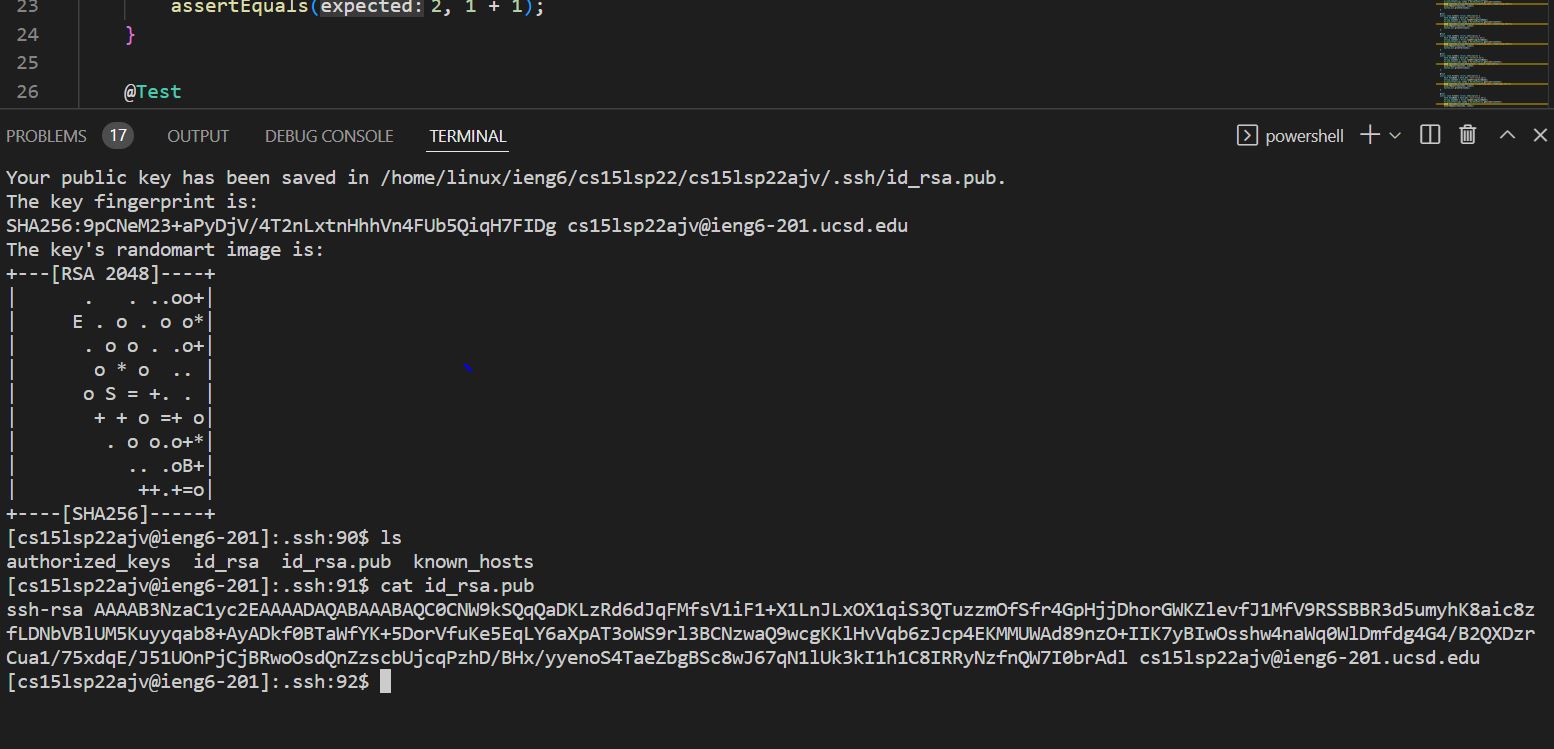 23 assertEquals(expected: 2, 1 + 1);
24 }
25
26 @Test
PROBLEMS 17 OUTPUT DEBUG CONSOLE TERMINAL powershell
Your public key has been saved in /home/linux/ieng6/cs15lsp22/cs15lsp22ajv/.ssh/id_rsa.pub.
The key fingerprint is:
SHA256:9pCNeM23+aPyDjV/4T2nLxtnHhhVn4FUb5QiqH7FIDg cs15lsp22ajv@ieng6-201.ucsd.edu
The key's randomart image is:
+---[RSA 2048]----+
|      .   . ..oo+|
|     E . o . o o*|
|      . o o . .o+|
|       o * o  .. |
|      o S = +. . |
|       + + o =+ o|
|        . o o.o+*|
|          .. .oB+|
|           ++.+=o|
+----[SHA256]-----+
[cs15lsp22ajv@ieng6-201]:.ssh:90$ ls
authorized_keys  id_rsa  id_rsa.pub  known_hosts
[cs15lsp22ajv@ieng6-201]:.ssh:91$ cat id_rsa.pub
ssh-rsa AAAAB3NzaC1yc2EAAAADAQABAAABAQC0CNW9kSQqQaDKLzRd6dJqFMfsV1iF1+X1LnJLxOX1qiS3QTuzzmOfSfr4GpHjjDhorGWKZlevfJ1MfV9RSSBBR3d5umyhK8aic8z
fLDNbVBlUM5Kuyyqab8+AyADkf0BTaWfYK+5DorVfuKe5EqLY6aXpAT3oWS9rl3BCNzwaQ9wcgKKlHvVqb6zJcp4EKMMUWAd89nzO+IIK7yBIwOsshw4naWq0WlDmfdg4G4/B2QXDzr
Cua1/75xdqE/J51UOnPjCjBRwoOsdQnZzscbUjcqPzhD/BHx/yyenoS4TaeZbgBSc8wJ67qN1lUk3kI1h1C8IRRyNzfnQW7I0brAdl cs15lsp22ajv@ieng6-201.ucsd.edu
[cs15lsp22ajv@ieng6-201]:.ssh:92$